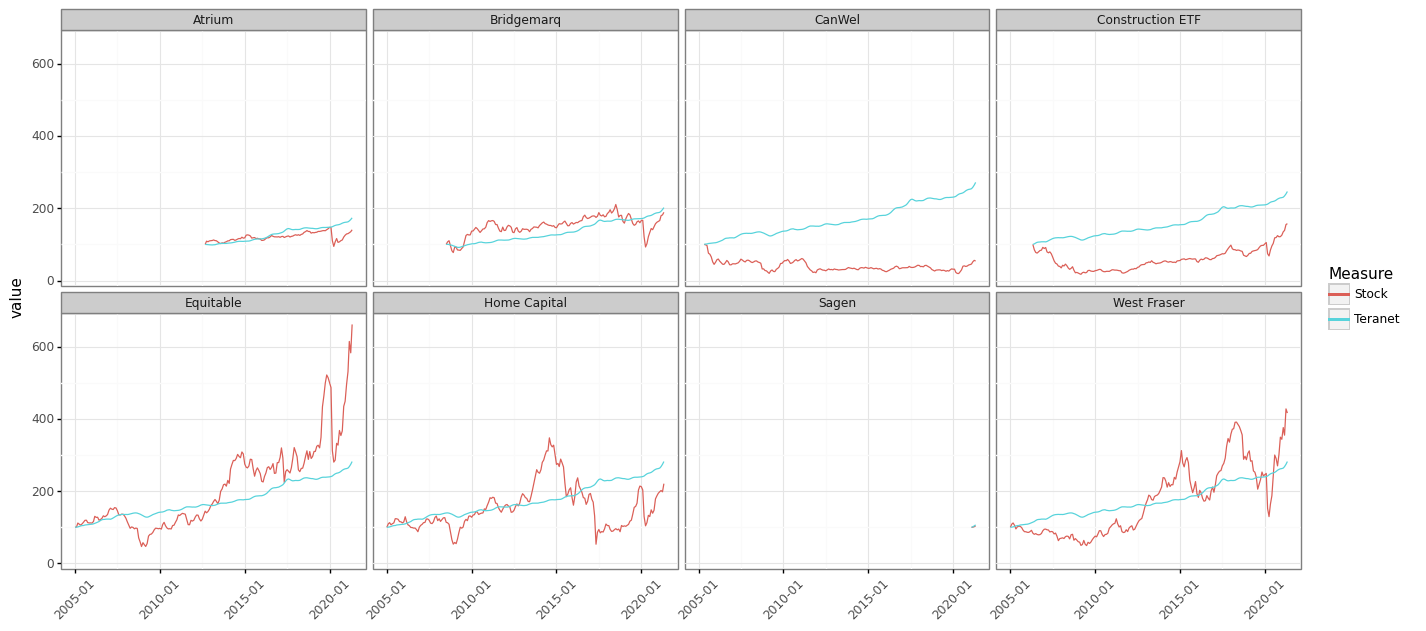 Atrium Bridgemarq CanWel Construction ETF
600
400
200
0
Equitable Home Capital Sagen West Fraser
600
400
200
0
value
2005-01 2010-01 2015-01 2020-01 2005-01 2010-01 2015-01 2020-01 2005-01 2010-01 2015-01 2020-01 2005-01 2010-01 2015-01 2020-01
Measure
Stock
Teranet